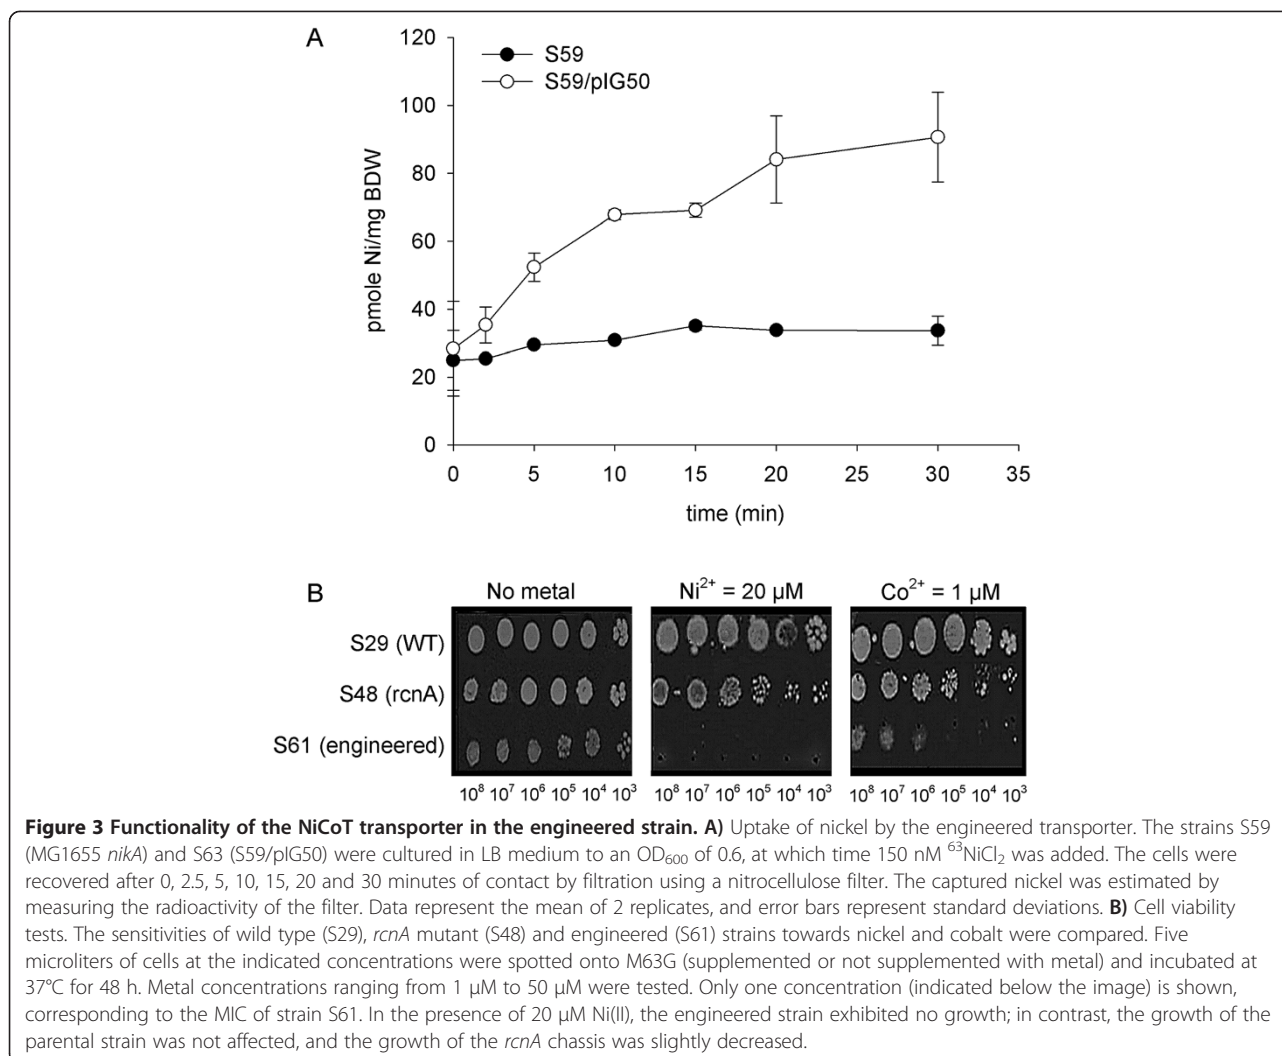 A
120
100
80
60
40
20
0
pmole Ni/mg BDW
S59
S59/pIG50
0 5 10 15 20 25 30 35
time (min)
B
No metal Ni²⁺ = 20 µM Co²⁺ = 1 µM
S29 (WT)
S48 (rcnA)
S61 (engineered)
10⁸ 10⁷ 10⁶ 10⁵ 10⁴ 10³ 10⁸ 10⁷ 10⁶ 10⁵ 10⁴ 10³ 10⁸ 10⁷ 10⁶ 10⁵ 10⁴ 10³
Figure 3 Functionality of the NiCoT transporter in the engineered strain. A) Uptake of nickel by the engineered transporter. The strains S59
(MG1655 nikA) and S63 (S59/pIG50) were cultured in LB medium to an OD₆₀₀ of 0.6, at which time 150 nM ⁶³NiCl₂ was added. The cells were
recovered after 0, 2.5, 5, 10, 15, 20 and 30 minutes of contact by filtration using a nitrocellulose filter. The captured nickel was estimated by
measuring the radioactivity of the filter. Data represent the mean of 2 replicates, and error bars represent standard deviations. B) Cell viability
tests. The sensitivities of wild type (S29), rcnA mutant (S48) and engineered (S61) strains towards nickel and cobalt were compared. Five
microliters of cells at the indicated concentrations were spotted onto M63G (supplemented or not supplemented with metal) and incubated at
37°C for 48 h. Metal concentrations ranging from 1 µM to 50 µM were tested. Only one concentration (indicated below the image) is shown,
corresponding to the MIC of strain S61. In the presence of 20 µM Ni(II), the engineered strain exhibited no growth; in contrast, the growth of the
parental strain was not affected, and the growth of the rcnA chassis was slightly decreased.